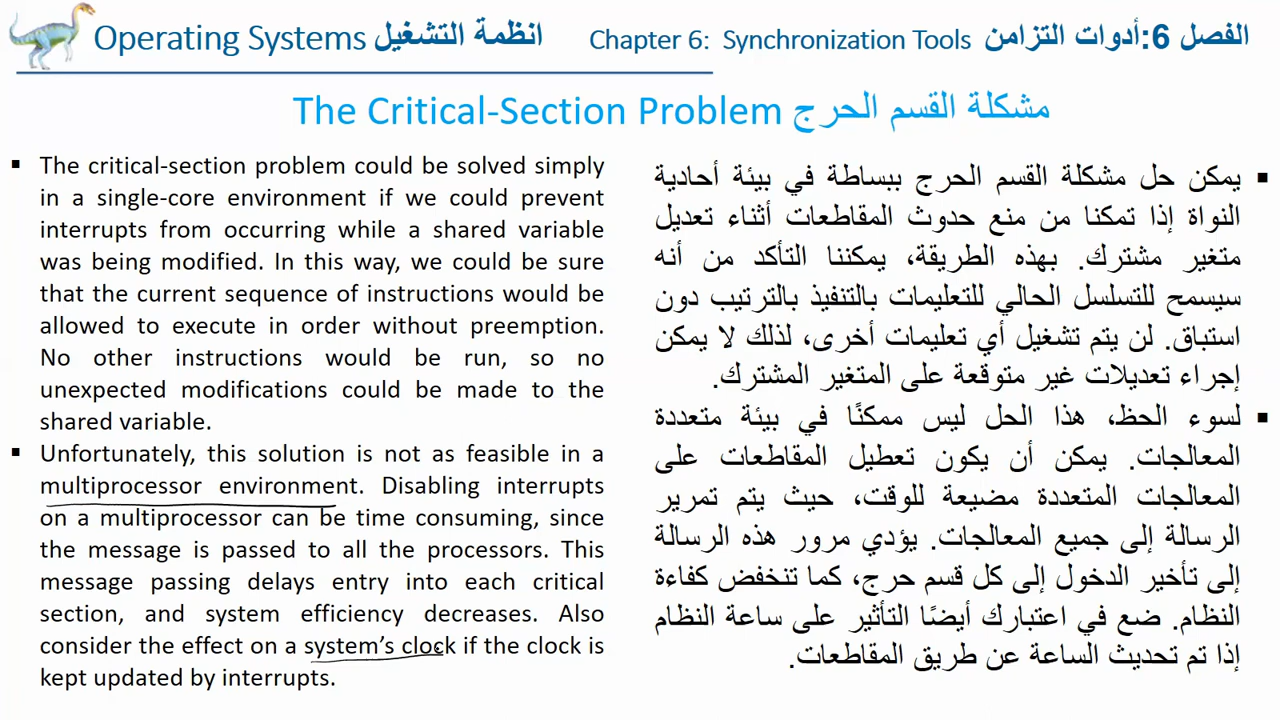 Operating Systems انظمة التشغيل
Chapter 6: Synchronization Tools الفصل 6:أدوات التزامن
The Critical-Section Problem مشكلة القسم الحرج
▪ The critical-section problem could be solved simply
in a single-core environment if we could prevent
interrupts from occurring while a shared variable
was being modified. In this way, we could be sure
that the current sequence of instructions would be
allowed to execute in order without preemption.
No other instructions would be run, so no
unexpected modifications could be made to the
shared variable.
▪ Unfortunately, this solution is not as feasible in a
multiprocessor environment. Disabling interrupts
on a multiprocessor can be time consuming, since
the message is passed to all the processors. This
message passing delays entry into each critical
section, and system efficiency decreases. Also
consider the effect on a system’s clock if the clock is
kept updated by interrupts.
▪ يمكن حل مشكلة القسم الحرج ببساطة في بيئة أحادية
النواة إذا تمكنا من منع حدوث المقاطعات أثناء تعديل
متغير مشترك. بهذه الطريقة، يمكننا التأكد من أنه
سيسمح للتسلسل الحالي للتعليمات بالتنفيذ بالترتيب دون
استباق. لن يتم تشغيل أي تعليمات أخرى، لذلك لا يمكن
إجراء تعديلات غير متوقعة على المتغير المشترك.
▪ لسوء الحظ، هذا الحل ليس ممكنًا في بيئة متعددة
المعالجات. يمكن أن يكون تعطيل المقاطعات على
المعالجات المتعددة مضيعة للوقت، حيث يتم تمرير
الرسالة إلى جميع المعالجات. يؤدي مرور هذه الرسالة
إلى تأخير الدخول إلى كل قسم حرج، كما تنخفض كفاءة
النظام. ضع في اعتبارك أيضًا التأثير على ساعة النظام
إذا تم تحديث الساعة عن طريق المقاطعات.